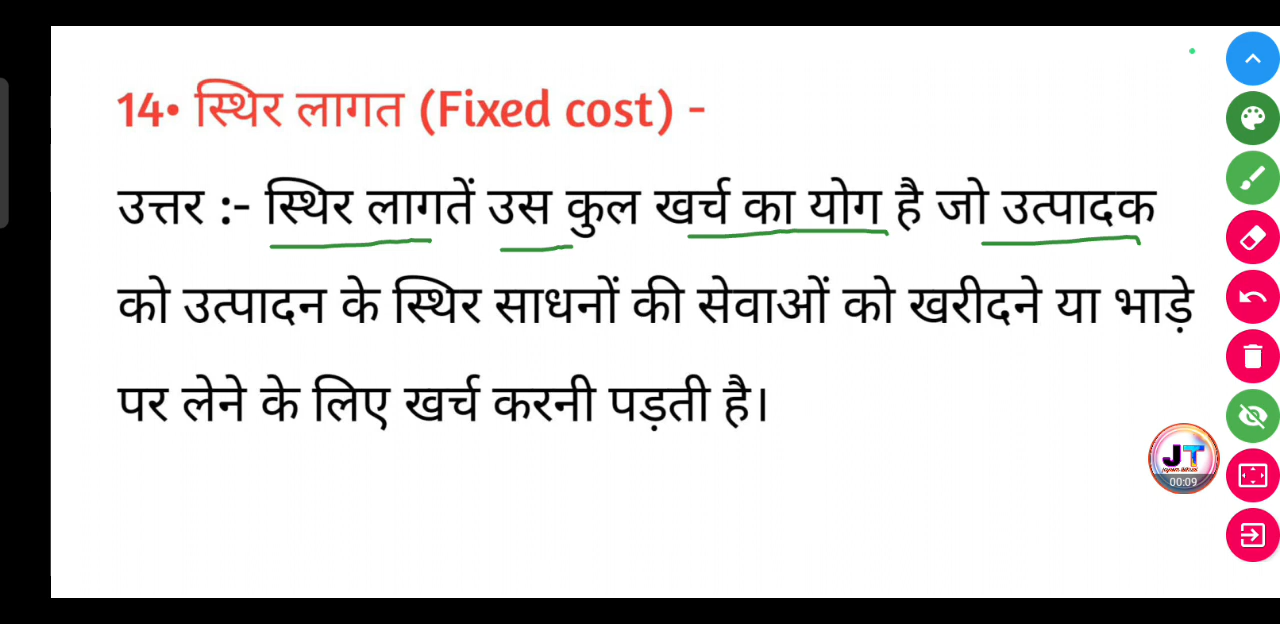 14• स्थिर लागत (Fixed cost) -
उत्तर :- स्थिर लागतें उस कुल खर्च का योग है जो उत्पादक
को उत्पादन के स्थिर साधनों की सेवाओं को खरीदने या भाड़े
पर लेने के लिए खर्च करनी पड़ती है।
JT
00:09